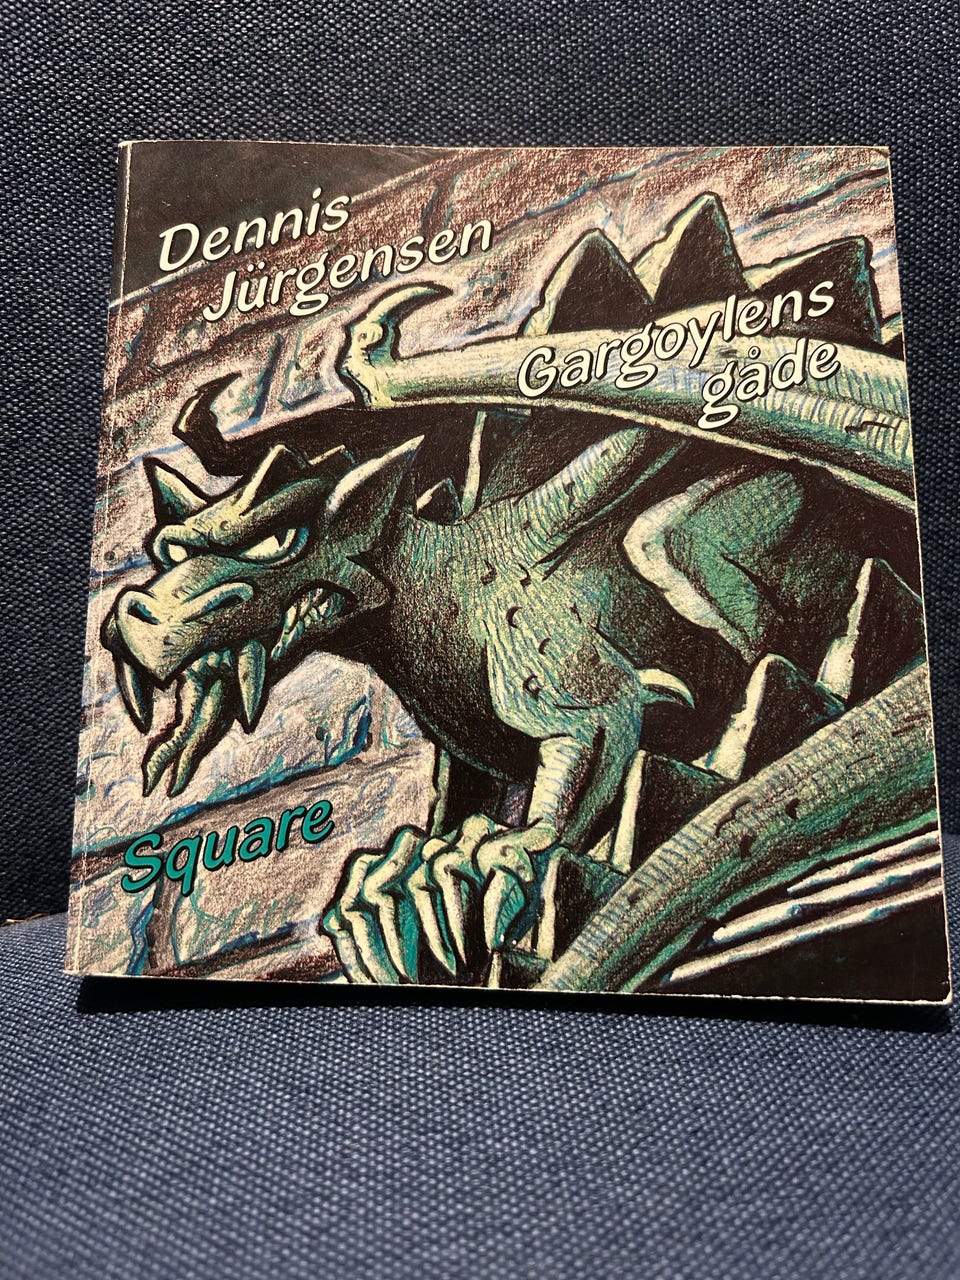 Dennis
Jürgensen
Gargoylens
gåde
Square